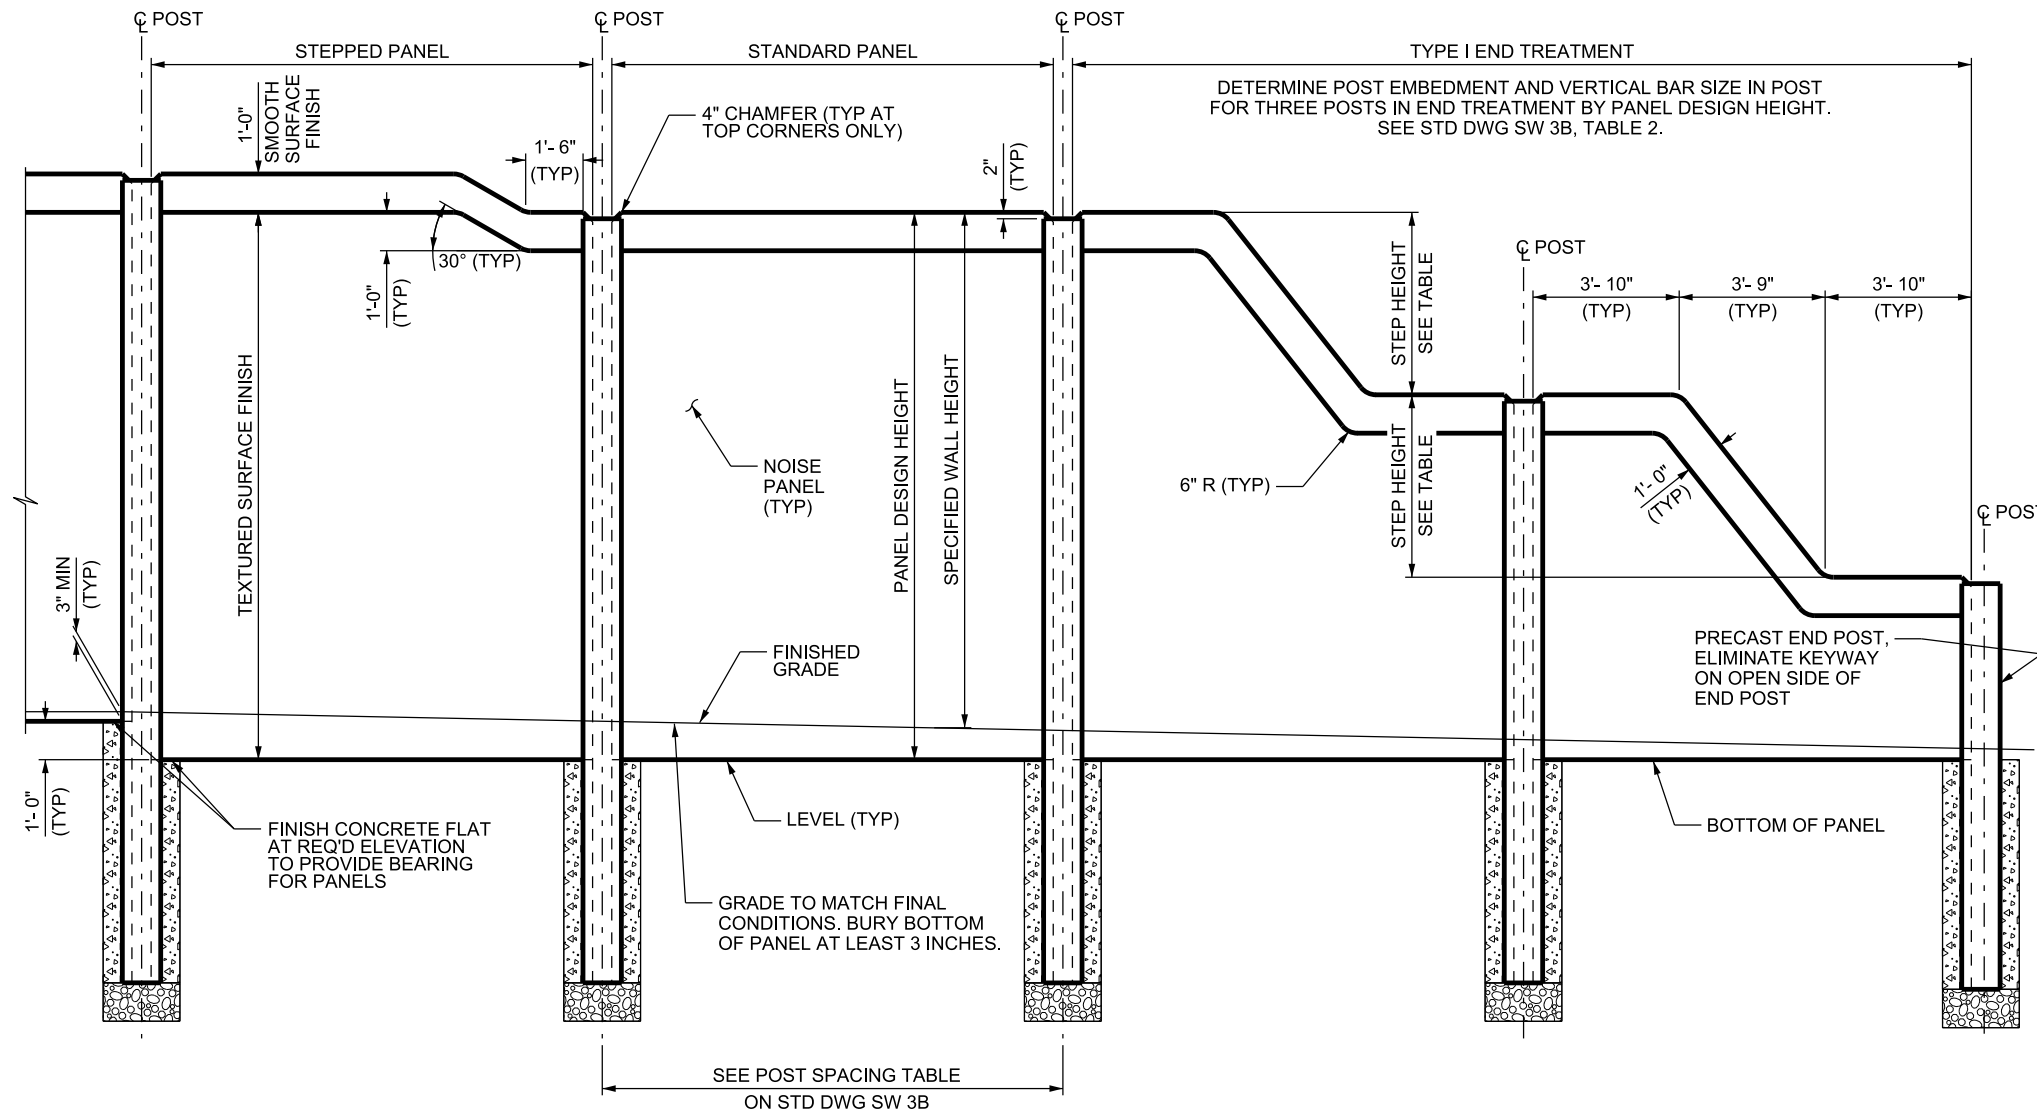 ℄ POST
℄ POST
℄ POST
STEPPED PANEL
STANDARD PANEL
TYPE I END TREATMENT
DETERMINE POST EMBEDMENT AND VERTICAL BAR SIZE IN POST
FOR THREE POSTS IN END TREATMENT BY PANEL DESIGN HEIGHT.
SEE STD DWG SW 3B, TABLE 2.
1'-0"
SMOOTH
SURFACE
FINISH
4" CHAMFER (TYP AT
TOP CORNERS ONLY)
1'- 6"
(TYP)
2"
(TYP)
30° (TYP)
1'-0"
(TYP)
STEP HEIGHT
SEE TABLE
℄ POST
3'- 10"
(TYP)
3'- 9"
(TYP)
3'- 10"
(TYP)
TEXTURED SURFACE FINISH
PANEL DESIGN HEIGHT
SPECIFIED WALL HEIGHT
NOISE
PANEL
(TYP)
6" R (TYP)
STEP HEIGHT
SEE TABLE
1'- 0"
(TYP)
℄ POST
3" MIN
(TYP)
FINISHED
GRADE
PRECAST END POST,
ELIMINATE KEYWAY
ON OPEN SIDE OF
END POST
1'- 0"
(TYP)
FINISH CONCRETE FLAT
AT REQ'D ELEVATION
TO PROVIDE BEARING
FOR PANELS
LEVEL (TYP)
BOTTOM OF PANEL
GRADE TO MATCH FINAL
CONDITIONS. BURY BOTTOM
OF PANEL AT LEAST 3 INCHES.
SEE POST SPACING TABLE
ON STD DWG SW 3B